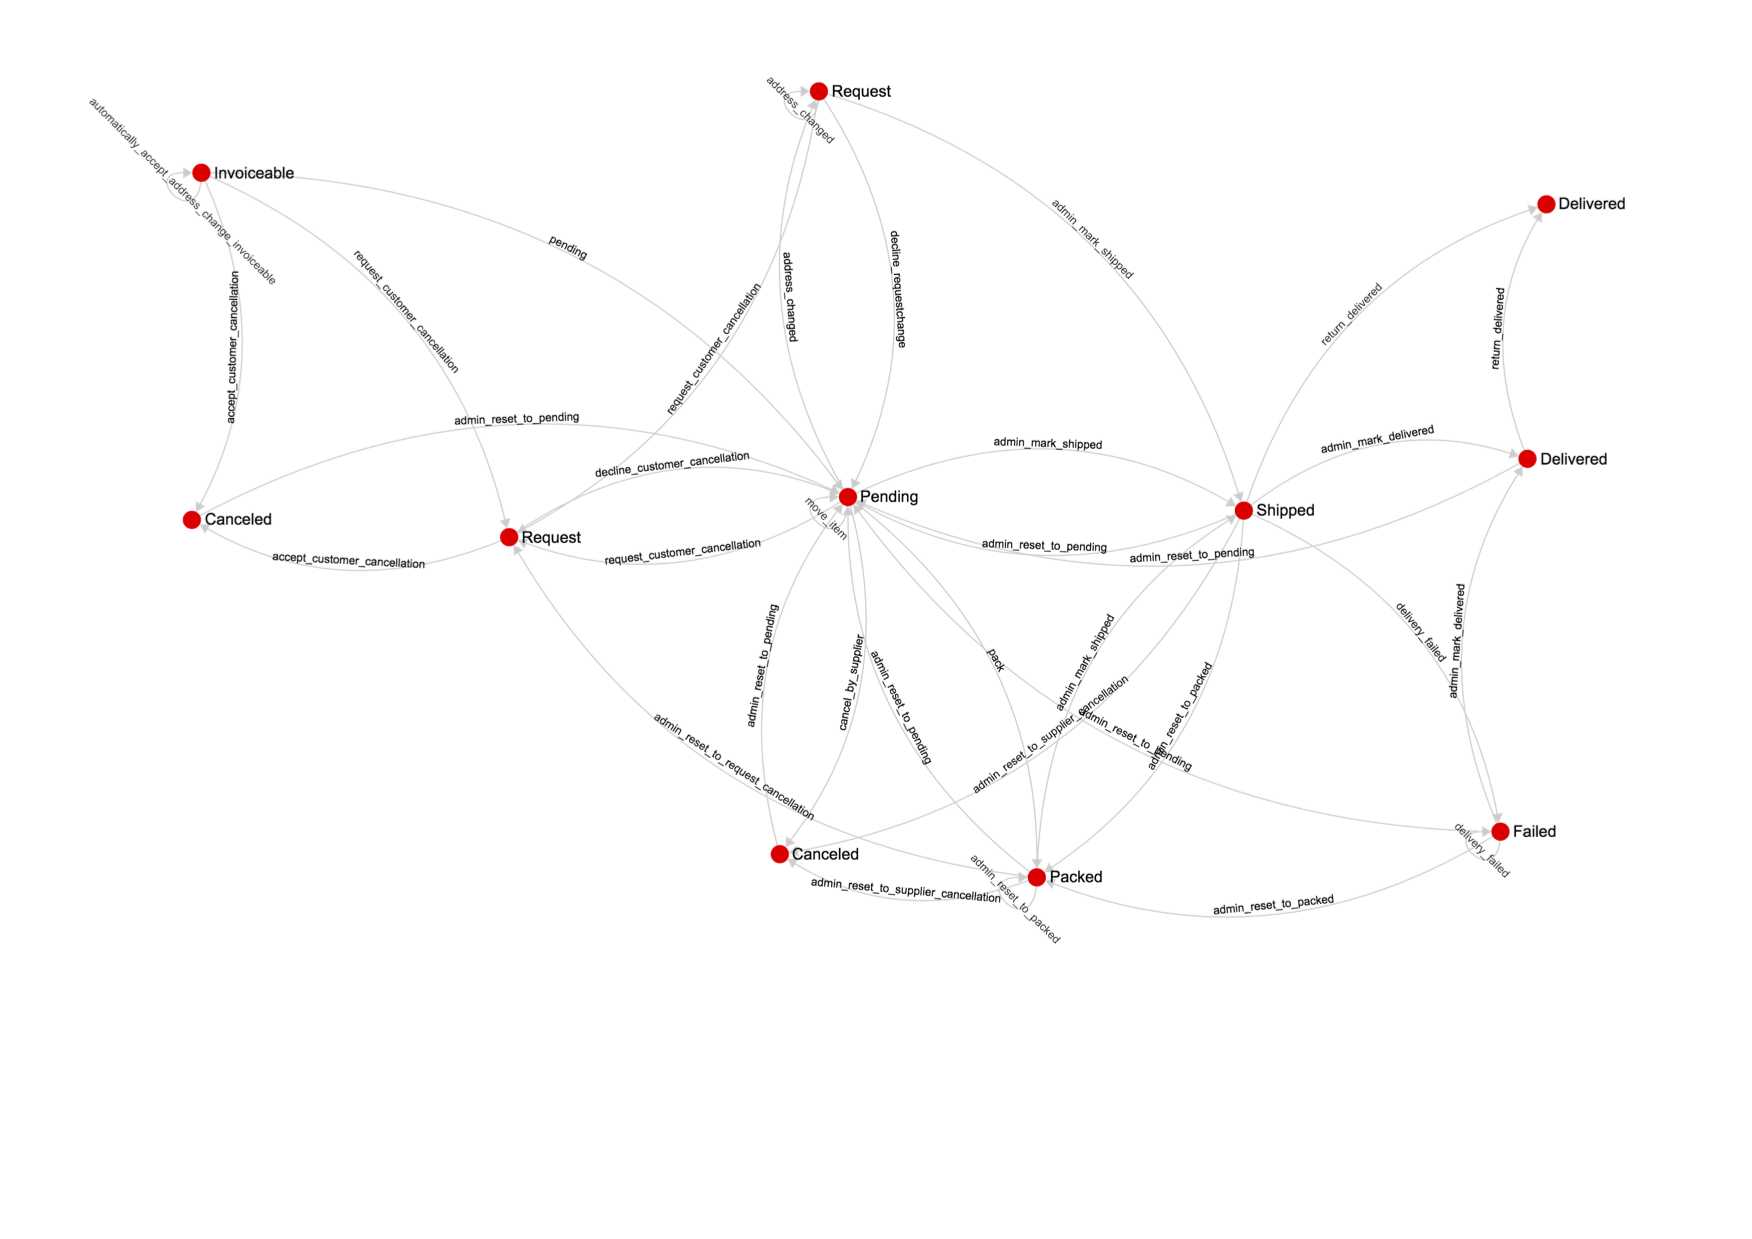 Request
address_changed
automatically_accept_address_change_invoiceable
Invoiceable
Delivered
admin_mark_shipped
pending
decline_requestchange
request_customer_cancellation
address_changed
accept_customer_cancellation
request_customer_cancellation
return_delivered
return_delivered
admin_reset_to_pending
decline_customer_cancellation
admin_mark_shipped
admin_mark_delivered
Delivered
Pending
move_item
Shipped
Canceled
Request
accept_customer_cancellation
request_customer_cancellation
admin_reset_to_pending
admin_reset_to_pending
admin_reset_to_pending
cancel_by_supplier
admin_reset_to_pending
pack
admin_mark_shipped
delivery_failed
admin_mark_delivered
admin_reset_to_packed
admin_reset_to_supplier_cancellation
admin_reset_to_pending
admin_reset_to_request_cancellation
Failed
delivery_failed
Canceled
Packed
admin_reset_to_supplier_cancellation
admin_reset_to_packed
admin_reset_to_packed